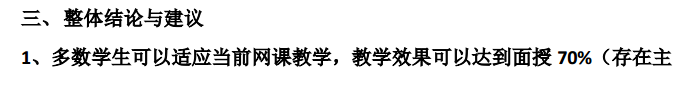 三、整体结论与建议
1、多数学生可以适应当前网课教学，教学效果可以达到面授 70%（存在主